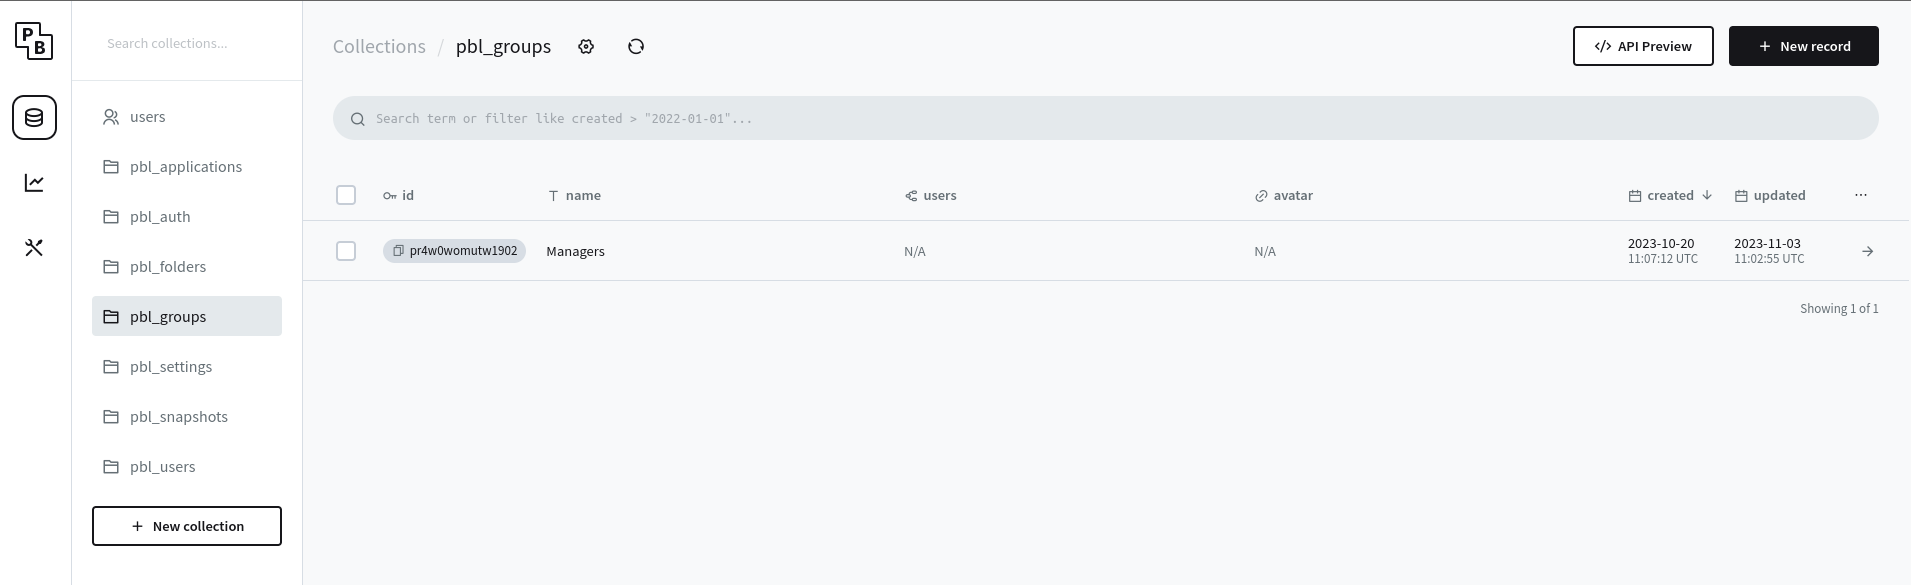 PB
Search collections...
users
pbl_applications
pbl_auth
pbl_folders
pbl_groups
pbl_settings
pbl_snapshots
pbl_users
+ New collection
Collections / pbl_groups
</> API Preview
+ New record
Search term or filter like created > "2022-01-01"...
id name users avatar created ↓ updated ...
pr4w0womutw1902 Managers N/A N/A 2023-10-20 2023-11-03
11:07:12 UTC 11:02:55 UTC
Showing 1 of 1